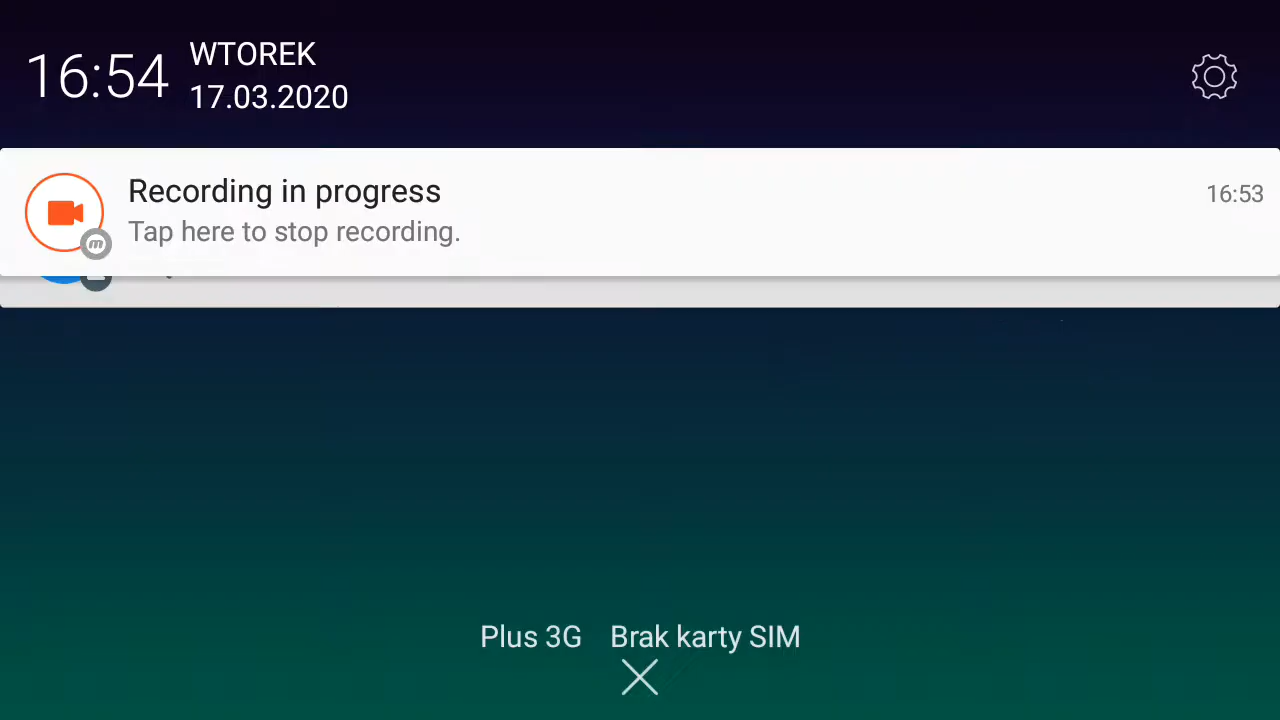 16:54
WTOREK
17.03.2020
Recording in progress
16:53
Tap here to stop recording.
m
Plus 3G Brak karty SIM